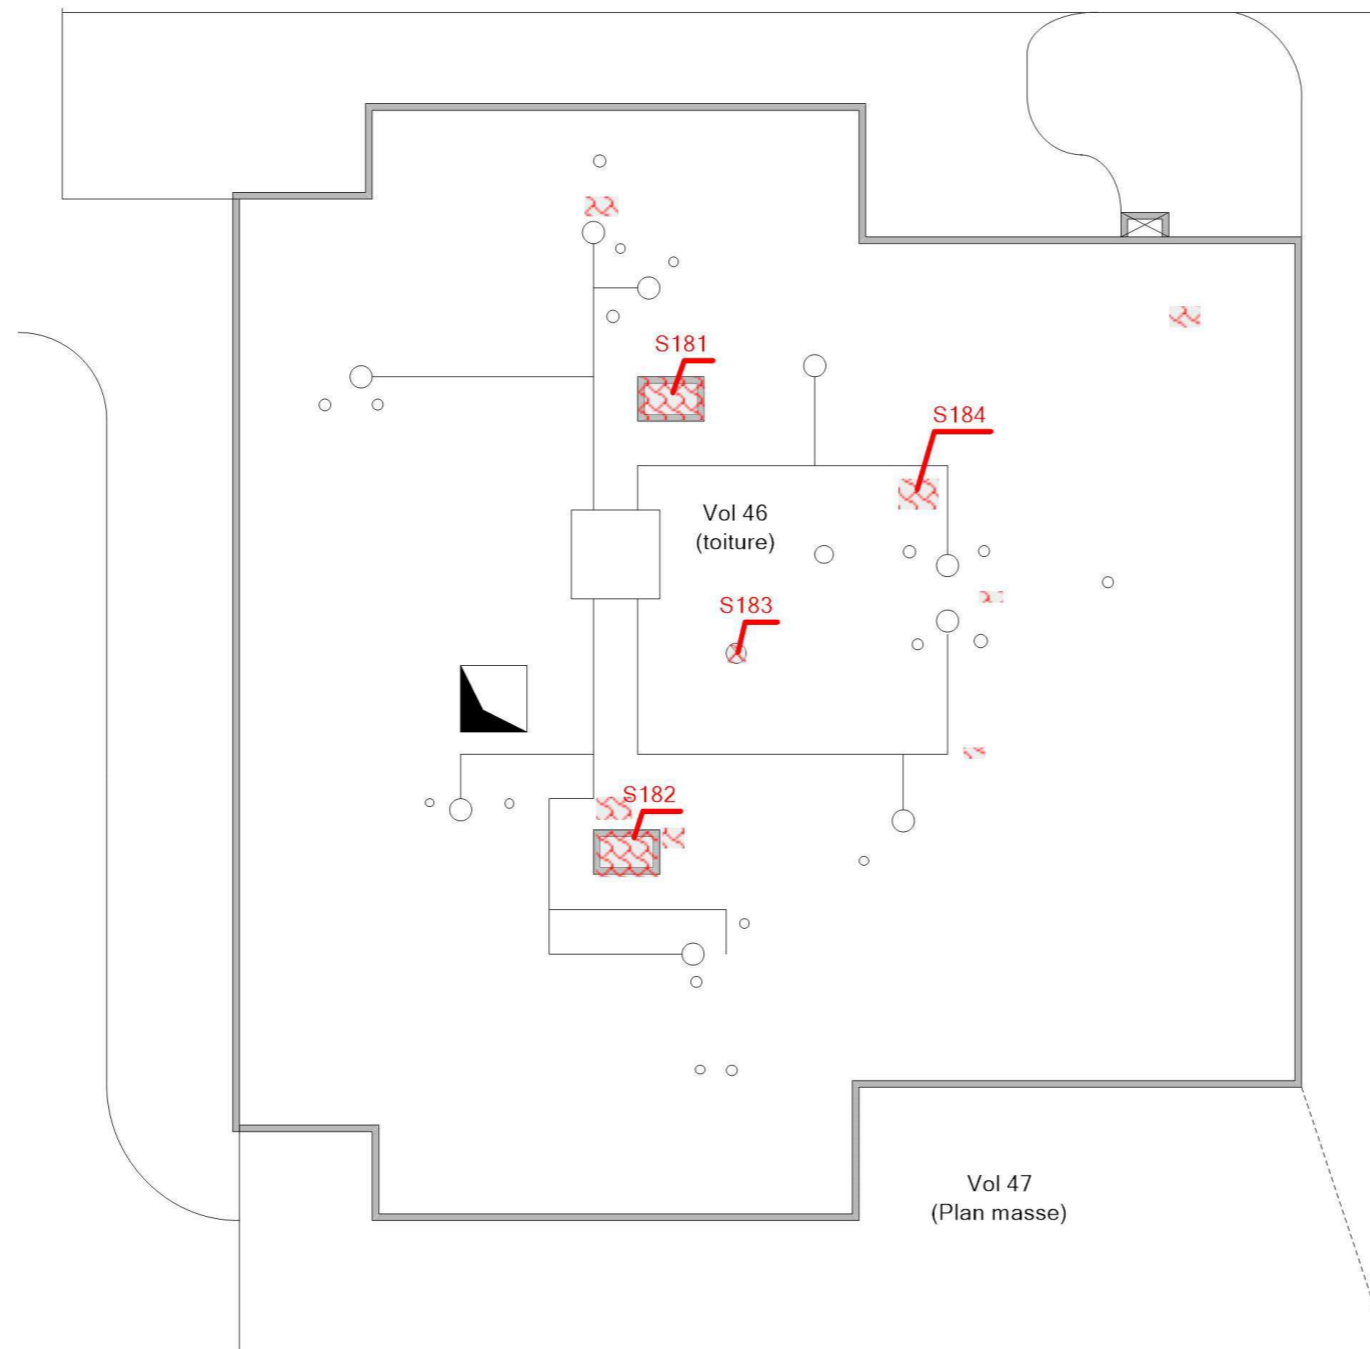 S181
S184
Vol 46
(toiture)
S183
S182
Vol 47
(Plan masse)